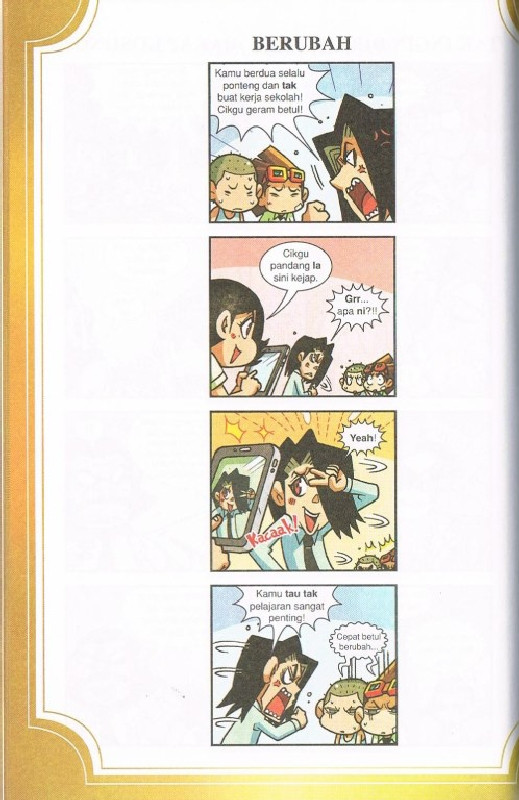 BERUBAH
Kamu berdua selalu
ponteng dan tak
buat kerja sekolah!
Cikgu geram betul!
Cikgu
pandang la
sini kejap.
Grr...
apa ni?!!
Yeah!
Kacaak!
Kamu tau tak
pelajaran sangat
penting!
Cepat betul
berubah...